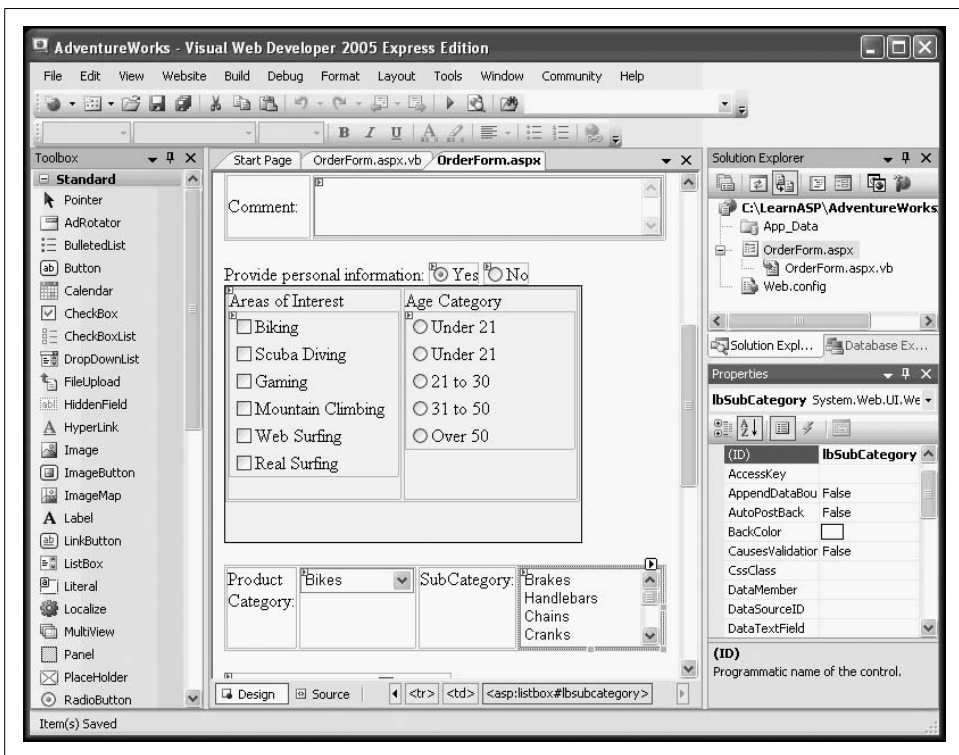 AdventureWorks - Visual Web Developer 2005 Express Edition
File Edit View Website Build Debug Format Layout Tools Window Community Help
B I U A
Toolbox
Standard
Pointer
AdRotator
BulletedList
Button
Calendar
CheckBox
CheckBoxList
DropDownList
FileUpload
HiddenField
HyperLink
Image
ImageButton
ImageMap
A Label
LinkButton
ListBox
Literal
Localize
MultiView
Panel
PlaceHolder
RadioButton
Start Page OrderForm.aspx.vb OrderForm.aspx
Comment:
Provide personal information: Yes No
Areas of Interest Age Category
Biking Under 21
Scuba Diving Under 21
Gaming 21 to 30
Mountain Climbing 31 to 50
Web Surfing Over 50
Real Surfing
Product Category: Bikes SubCategory: Brakes
Handlebars
Chains
Cranks
Design Source <tr> <td> <asp:listbox#lbsubcategory>
Solution Explorer
C:\LearnASP\AdventureWorks
App_Data
OrderForm.aspx
OrderForm.aspx.vb
Web.config
Solution Expl... Database Ex...
Properties
lbSubCategory System.Web.UI.We
(ID) lbSubCategory
AccessKey
AppendDataBou False
AutoPostBack False
BackColor
CausesValidation False
CssClass
DataMember
DataSourceID
DataTextField
(ID)
Programmatic name of the control.
Item(s) Saved